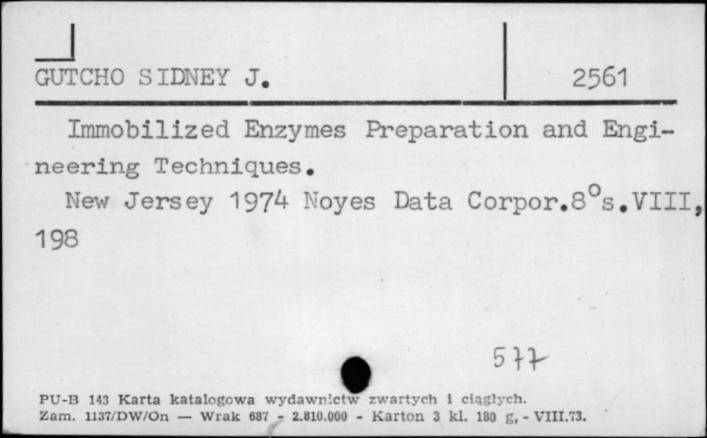 GUTCHO SIDNEY J. 2561
Immobilized Enzymes Preparation and Engi-
neering Techniques.
New Jersey 1974 Noyes Data Corpor.8°s.VIII,
198
577
PU-B 143 Karta katalogowa wydawnictw zwartych i ciągłych.
Zam. 1137/DW/On — Wrak 687 - 2.810.000 - Karton 3 kl. 180 g, - VIII.73.